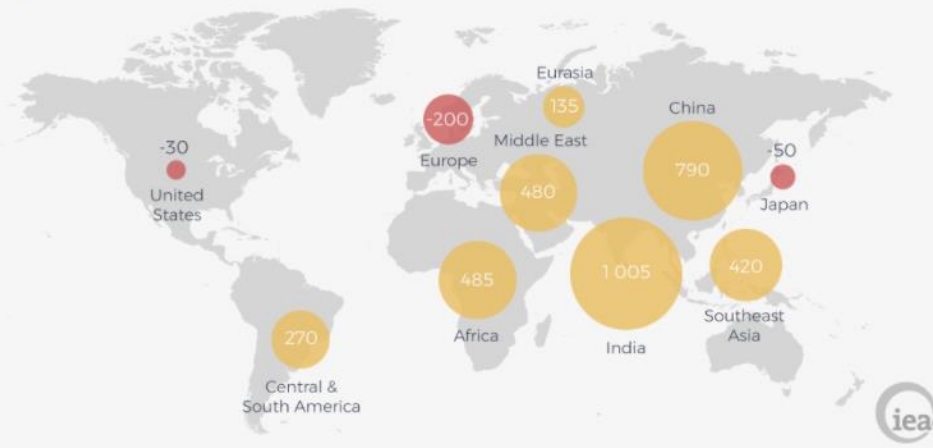 Eurasia
135
China
-200
-30
Middle East
Europe
790
-50
480
United
States
Japan
485
1 005
420
Africa
Southeast
Asia
270
India
Central &
South America
iea